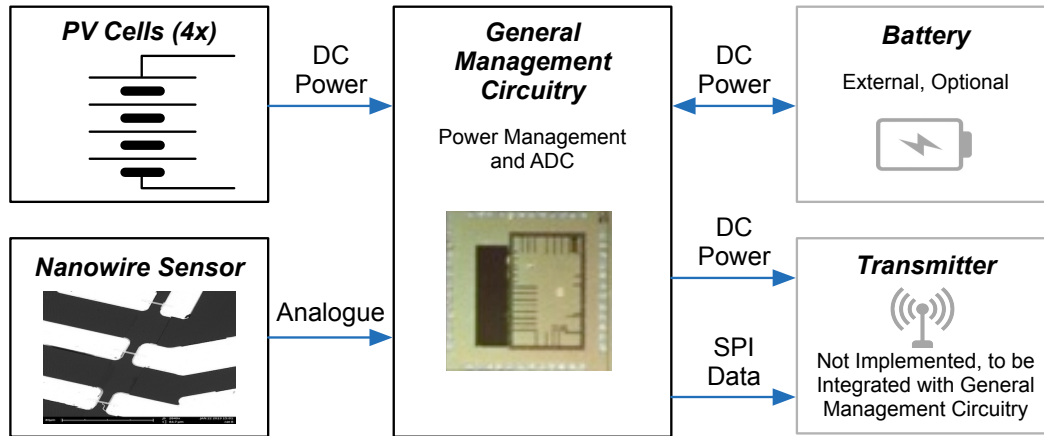 PV Cells (4x)
DC
Power
General
Management
Circuitry
Power Management
and ADC
DC
Power
Battery
External, Optional
Nanowire Sensor
Analogue
DC
Power
SPI
Data
Transmitter
Not Implemented, to be
Integrated with General
Management Circuitry